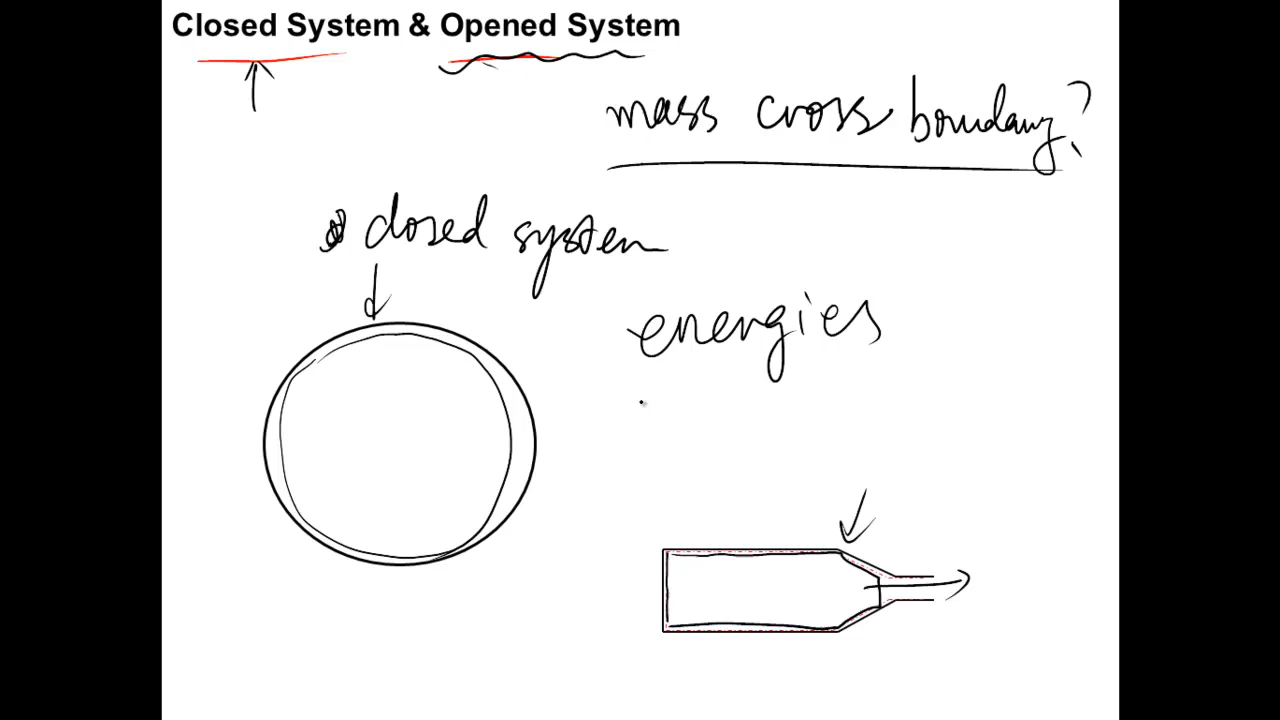 Closed System & Opened System
mass cross boundary?
closed system
energies